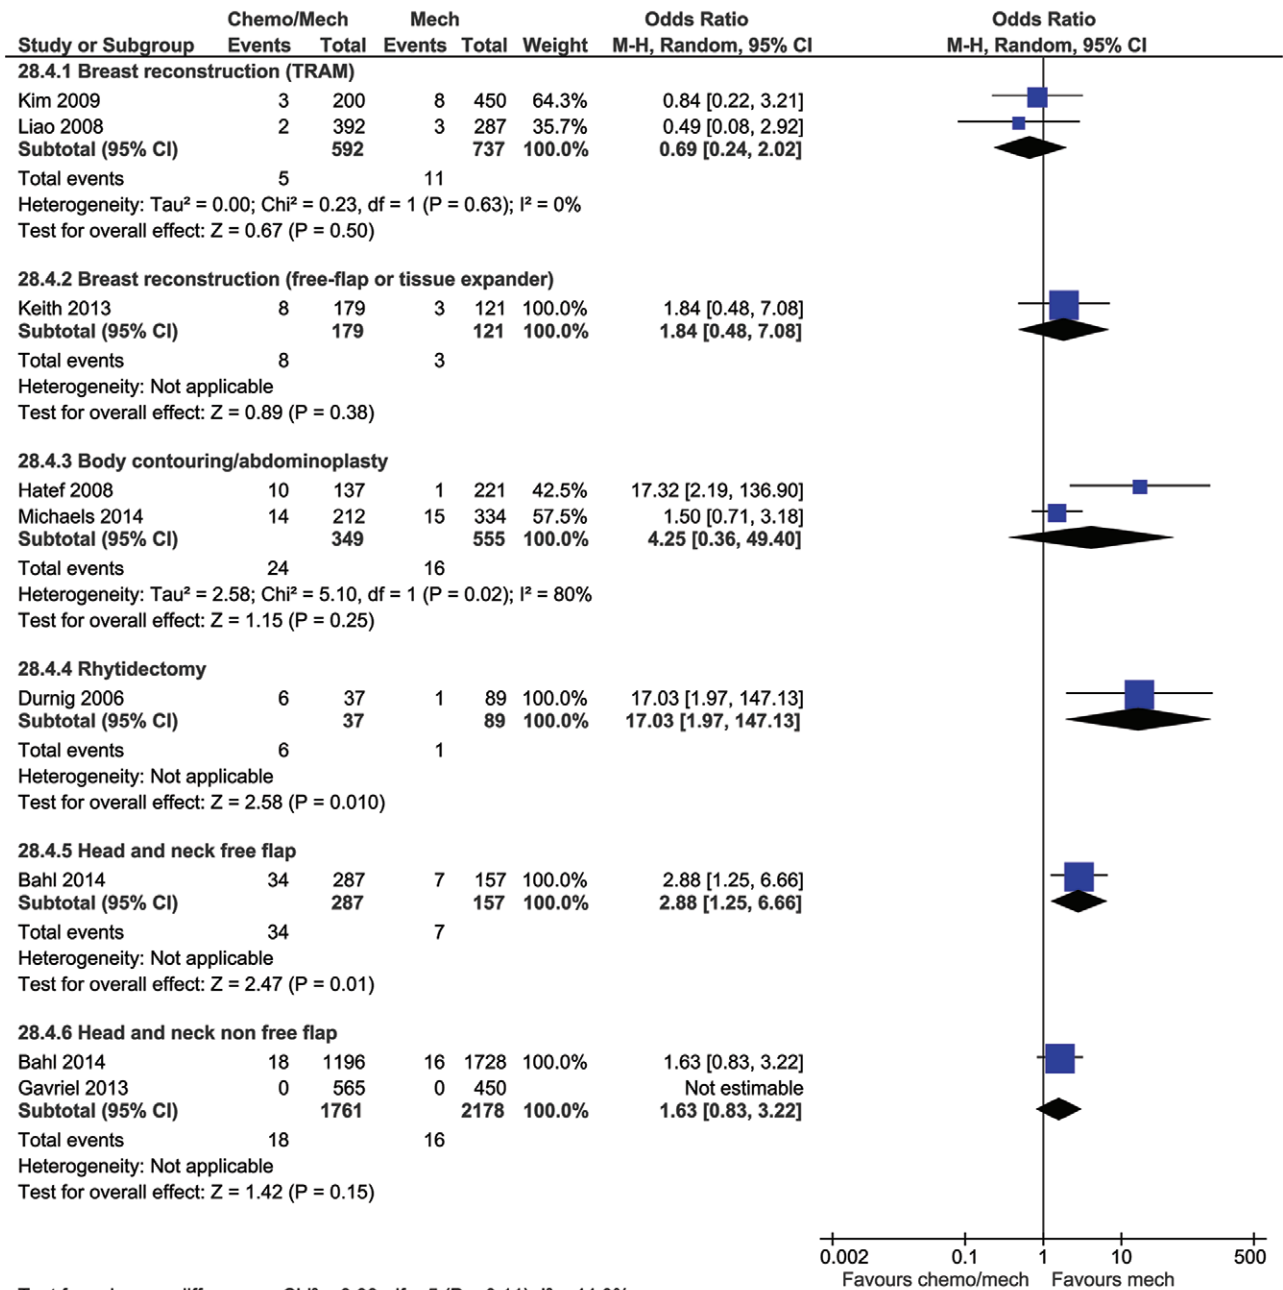 Chemo/Mech Mech Odds Ratio Odds Ratio
Study or Subgroup Events Total Events Total Weight M-H, Random, 95% CI M-H, Random, 95% CI
28.4.1 Breast reconstruction (TRAM)
Kim 2009 3 200 8 450 64.3% 0.84 [0.22, 3.21]
Liao 2008 2 392 3 287 35.7% 0.49 [0.08, 2.92]
Subtotal (95% CI) 592 737 100.0% 0.69 [0.24, 2.02]
Total events 5 11
Heterogeneity: Tau² = 0.00; Chi² = 0.23, df = 1 (P = 0.63); I² = 0%
Test for overall effect: Z = 0.67 (P = 0.50)
28.4.2 Breast reconstruction (free-flap or tissue expander)
Keith 2013 8 179 3 121 100.0% 1.84 [0.48, 7.08]
Subtotal (95% CI) 179 121 100.0% 1.84 [0.48, 7.08]
Total events 8 3
Heterogeneity: Not applicable
Test for overall effect: Z = 0.89 (P = 0.38)
28.4.3 Body contouring/abdominoplasty
Hatef 2008 10 137 1 221 42.5% 17.32 [2.19, 136.90]
Michaels 2014 14 212 15 334 57.5% 1.50 [0.71, 3.18]
Subtotal (95% CI) 349 555 100.0% 4.25 [0.36, 49.40]
Total events 24 16
Heterogeneity: Tau² = 2.58; Chi² = 5.10, df = 1 (P = 0.02); I² = 80%
Test for overall effect: Z = 1.15 (P = 0.25)
28.4.4 Rhytidectomy
Durnig 2006 6 37 1 89 100.0% 17.03 [1.97, 147.13]
Subtotal (95% CI) 37 89 100.0% 17.03 [1.97, 147.13]
Total events 6 1
Heterogeneity: Not applicable
Test for overall effect: Z = 2.58 (P = 0.010)
28.4.5 Head and neck free flap
Bahl 2014 34 287 7 157 100.0% 2.88 [1.25, 6.66]
Subtotal (95% CI) 287 157 100.0% 2.88 [1.25, 6.66]
Total events 34 7
Heterogeneity: Not applicable
Test for overall effect: Z = 2.47 (P = 0.01)
28.4.6 Head and neck non free flap
Bahl 2014 18 1196 16 1728 100.0% 1.63 [0.83, 3.22]
Gavriel 2013 0 565 0 450 Not estimable
Subtotal (95% CI) 1761 2178 100.0% 1.63 [0.83, 3.22]
Total events 18 16
Heterogeneity: Not applicable
Test for overall effect: Z = 1.42 (P = 0.15)
0.002 0.1 1 10 500
Favours chemo/mech Favours mech